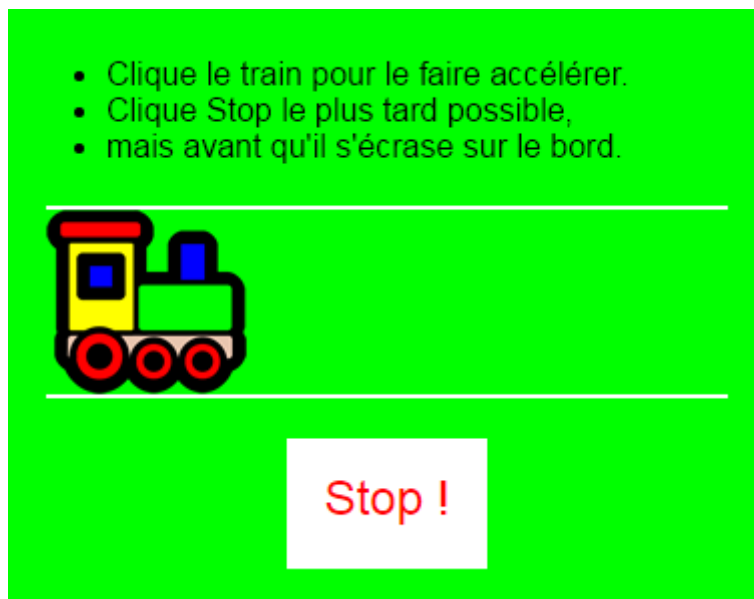 Clique le train pour le faire accélérer.
Clique Stop le plus tard possible,
mais avant qu'il s'écrase sur le bord.
Stop !